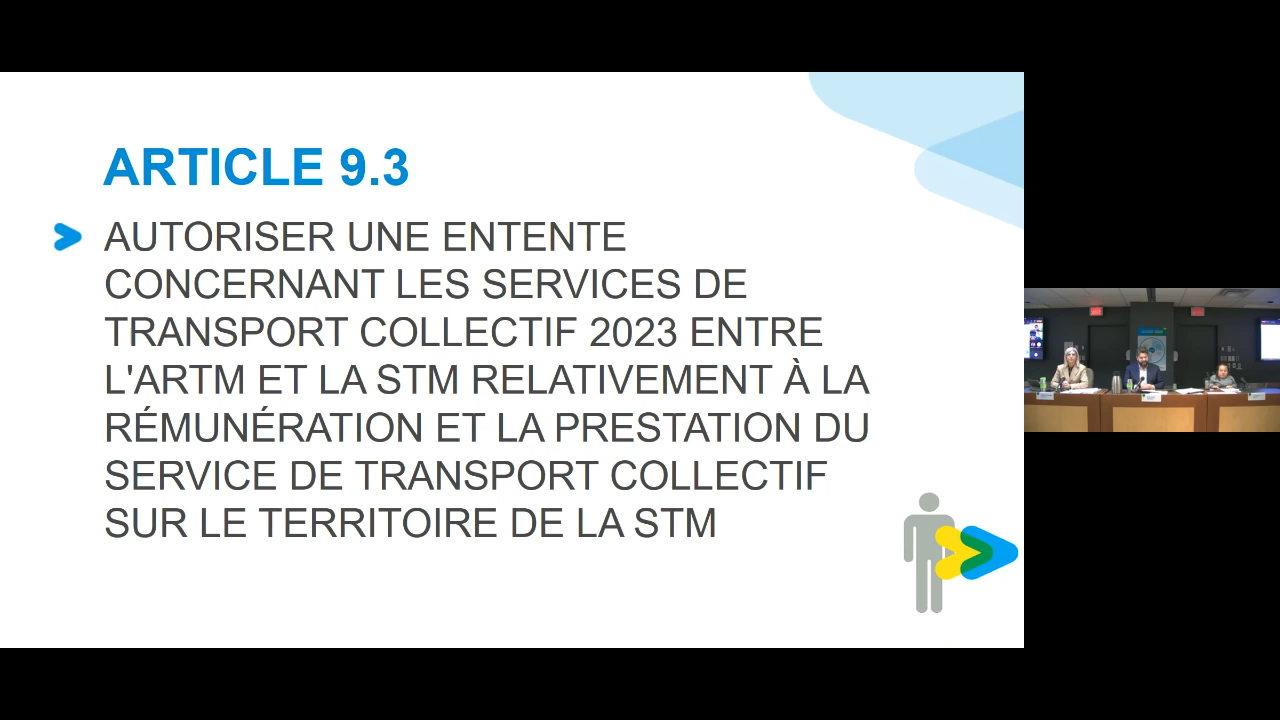 ARTICLE 9.3
AUTORISER UNE ENTENTE
CONCERNANT LES SERVICES DE
TRANSPORT COLLECTIF 2023 ENTRE
L'ARTM ET LA STM RELATIVEMENT À LA
RÉMUNÉRATION ET LA PRESTATION DU
SERVICE DE TRANSPORT COLLECTIF
SUR LE TERRITOIRE DE LA STM